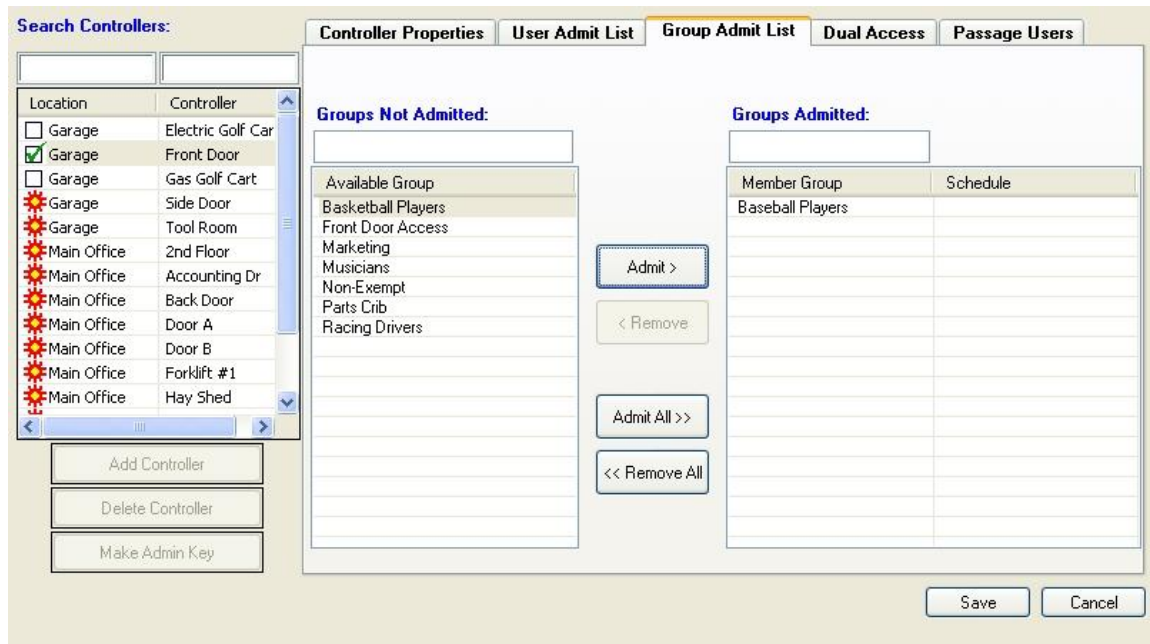 Search Controllers:
Controller Properties
User Admit List
Group Admit List
Dual Access
Passage Users
Location Controller
Garage Electric Golf Car
Garage Front Door
Garage Gas Golf Cart
Garage Side Door
Garage Tool Room
Main Office 2nd Floor
Main Office Accounting Dr
Main Office Back Door
Main Office Door A
Main Office Door B
Main Office Forklift #1
Main Office Hay Shed
Add Controller
Delete Controller
Make Admin Key
Groups Not Admitted:
Available Group
Basketball Players
Front Door Access
Marketing
Musicians
Non-Exempt
Parts Crib
Racing Drivers
Admit >
< Remove
Admit All >>
<< Remove All
Groups Admitted:
Member Group Schedule
Baseball Players
Save
Cancel